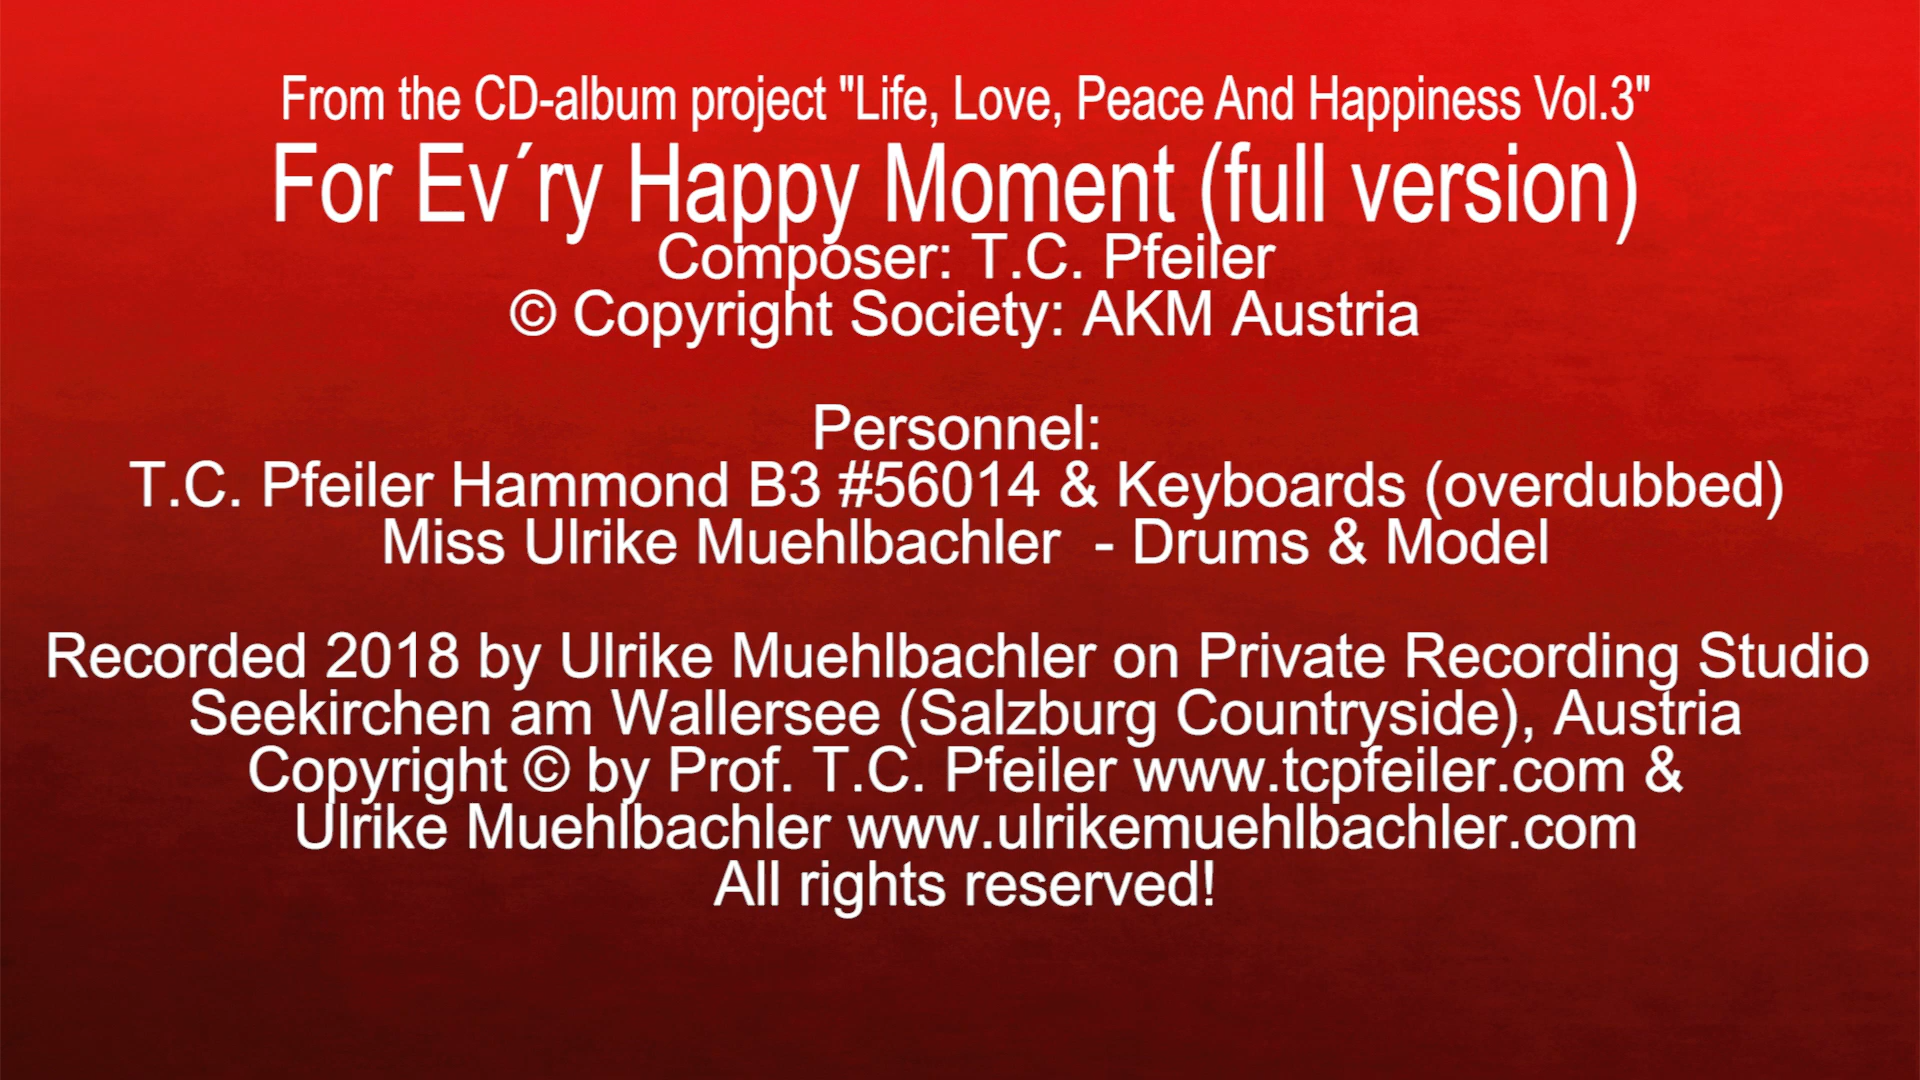 From the CD-album project "Life, Love, Peace And Happiness Vol.3"
For Ev´ry Happy Moment (full version)
Composer: T.C. Pfeiler
© Copyright Society: AKM Austria
Personnel:
T.C. Pfeiler Hammond B3 #56014 & Keyboards (overdubbed)
Miss Ulrike Muehlbachler  - Drums & Model
Recorded 2018 by Ulrike Muehlbachler on Private Recording Studio
Seekirchen am Wallersee (Salzburg Countryside), Austria
Copyright © by Prof. T.C. Pfeiler www.tcpfeiler.com &
Ulrike Muehlbachler www.ulrikemuehlbachler.com
All rights reserved!